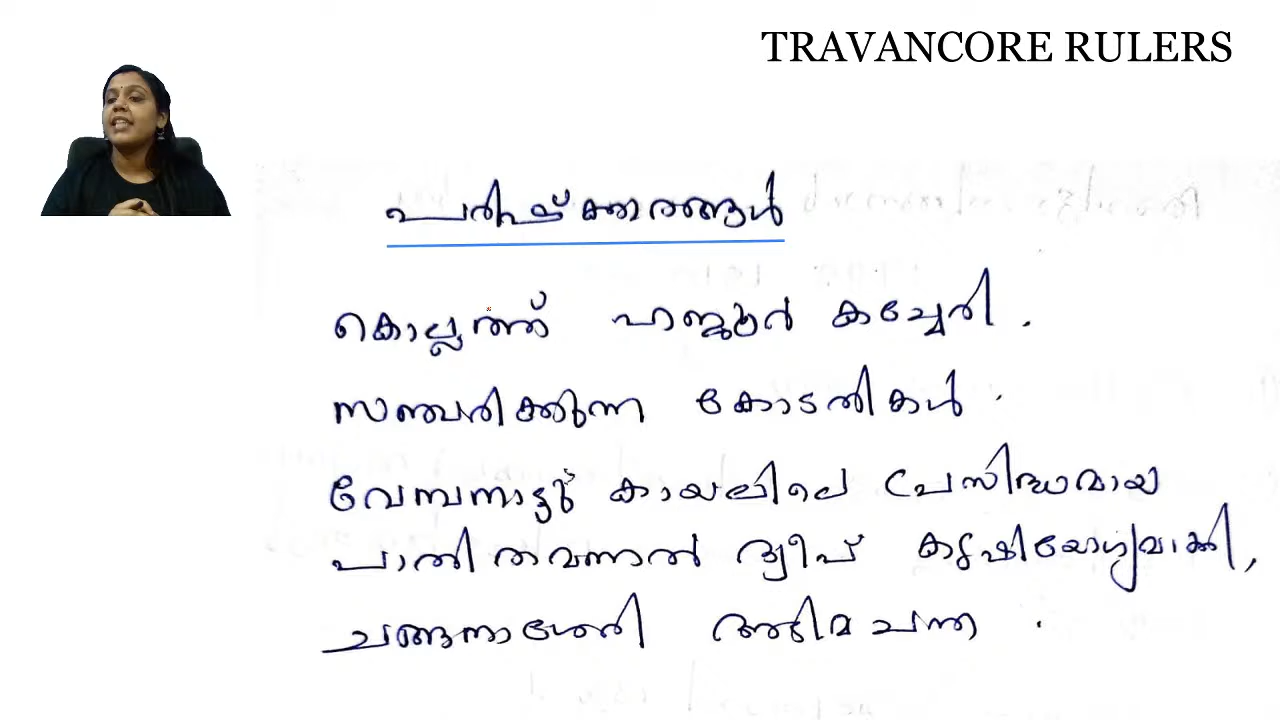 TRAVANCORE RULERS
പരിഷ്ക്കാരങ്ങൾ
കൊല്ലത്ത് ഹജൂർ കച്ചേരി.
സഞ്ചരിക്കുന്ന കോടതികൾ.
വേമ്പനാട്ടു് കായലിലെ പ്രസിദ്ധമായ
പാതിരാമണൽ ദ്വീപ് കൃഷിയോഗ്യമാക്കി,
ചങ്ങനാശേരി അടിമ ചന്ത.